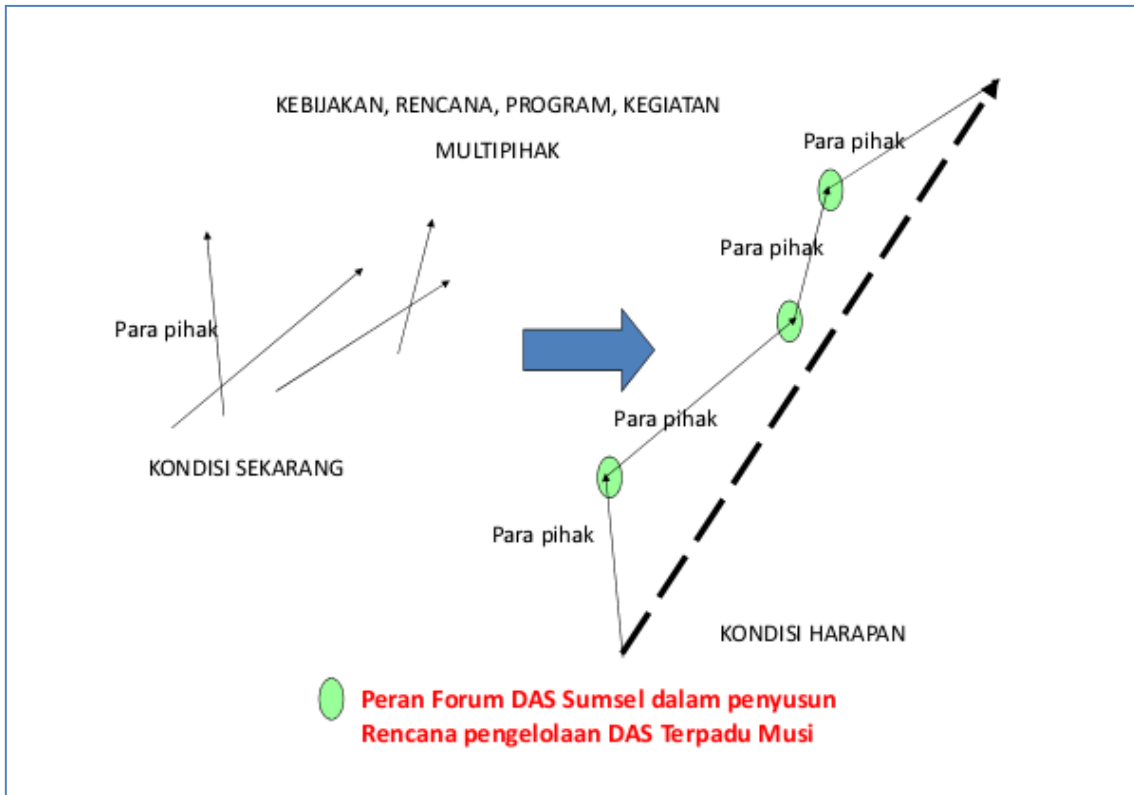 KEBIJAKAN, RENCANA, PROGRAM, KEGIATAN
MULTIPIHAK
Para pihak
KONDISI SEKARANG
Para pihak
Para pihak
Para pihak
Para pihak
KONDISI HARAPAN
Peran Forum DAS Sumsel dalam penyusun
Rencana pengelolaan DAS Terpadu Musi